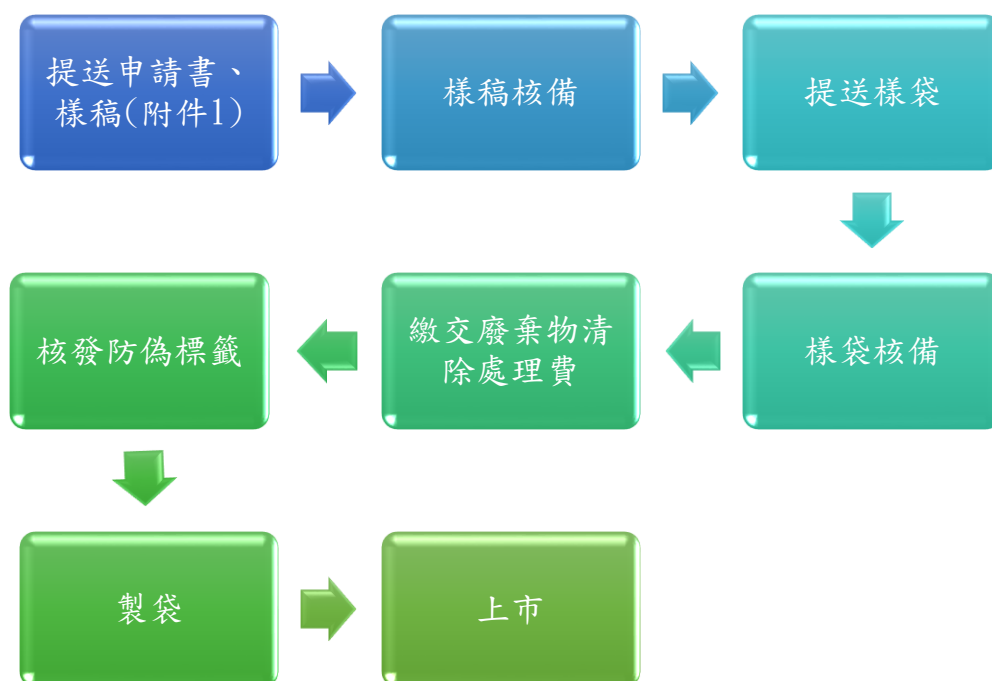 提送申請書、
樣稿(附件1)
樣稿核備
提送樣袋
樣袋核備
繳交廢棄物清
除處理費
核發防偽標籤
製袋
上市